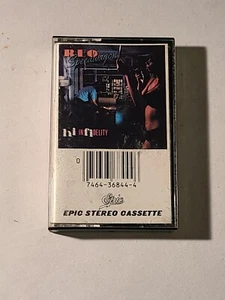 REO
Speedwagon
hi INFIDELITY
0
7464-36844-4
Epic
EPIC STEREO CASSETTE